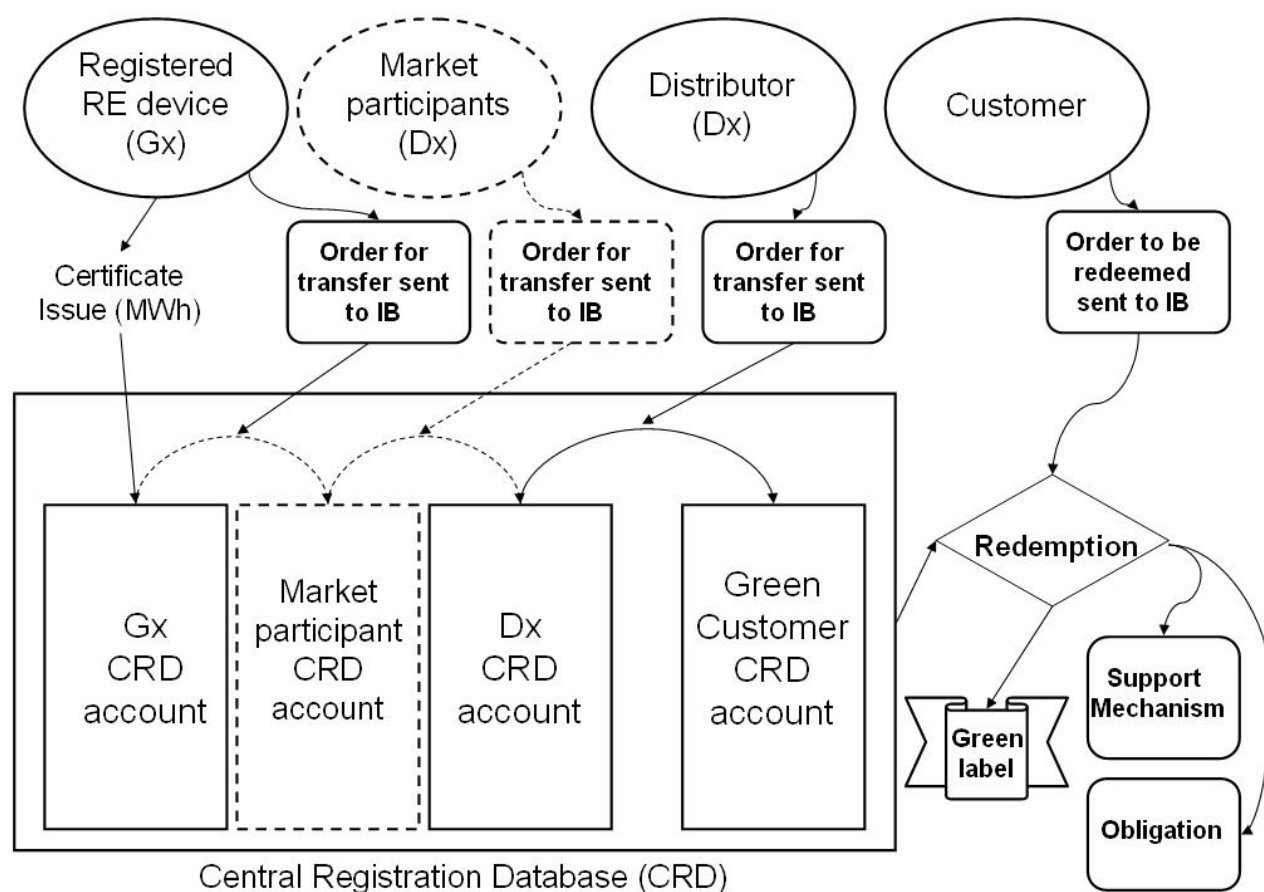 Registered
RE device
(Gx)
Market
participants
(Dx)
Distributor
(Dx)
Customer
Certificate
Issue (MWh)
Order for
transfer sent
to IB
Order for
transfer sent
to IB
Order for
transfer sent
to IB
Order to be
redeemed
sent to IB
Gx
CRD
account
Market
participant
CRD
account
Dx
CRD
account
Green
Customer
CRD
account
Redemption
Green
label
Support
Mechanism
Obligation
Central Registration Database (CRD)